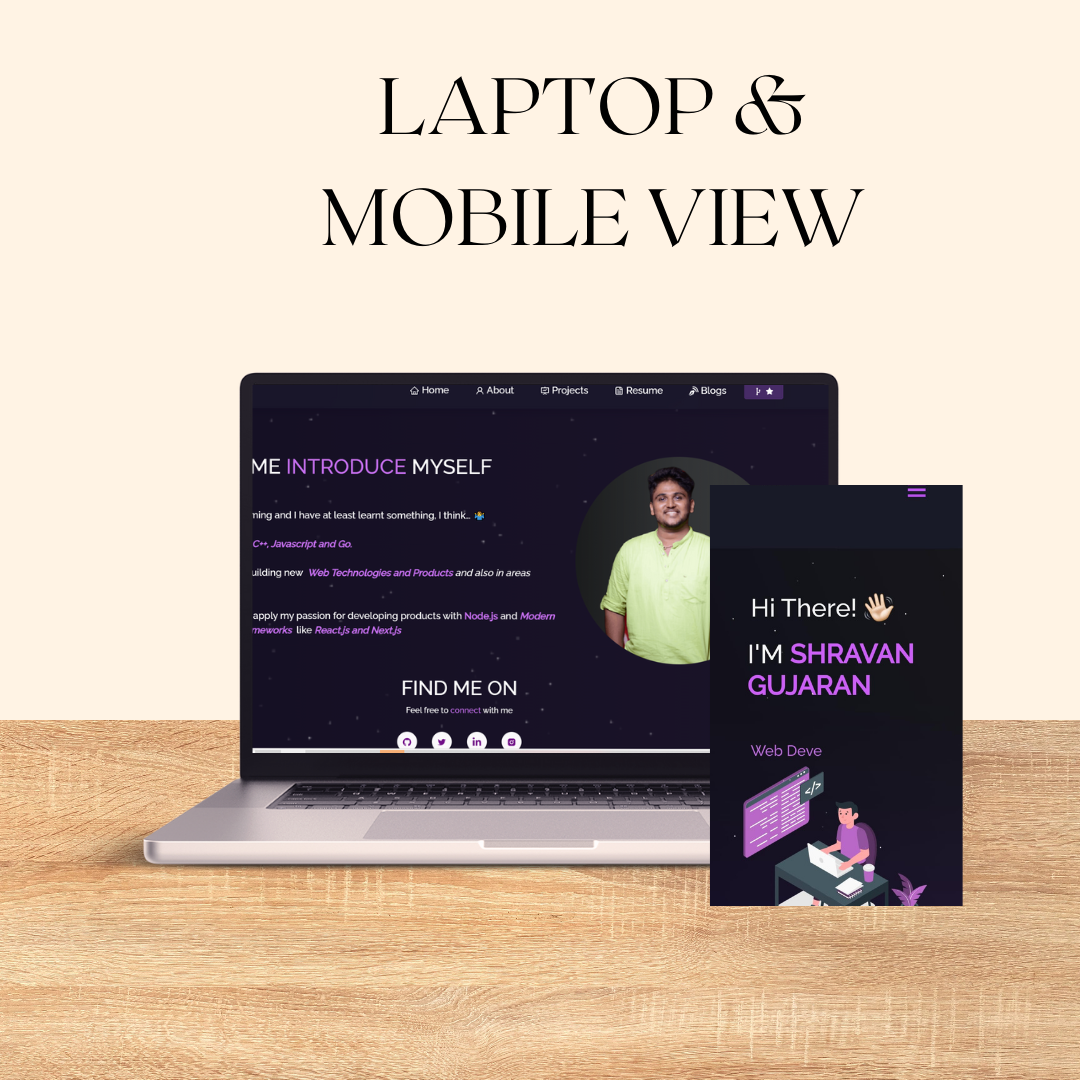 LAPTOP &
MOBILE VIEW
Home About Projects Resume Blogs
ME INTRODUCE MYSELF
ming and I have at least learnt something, I think…
C++, Javascript and Go.
uilding new Web Technologies and Products and also in areas
apply my passion for developing products with Node.js and Modern
meworks like React.js and Next.js
FIND ME ON
Feel free to connect with me
in
Hi There!
I'M SHRAVAN
GUJARAN
Web Deve
</>